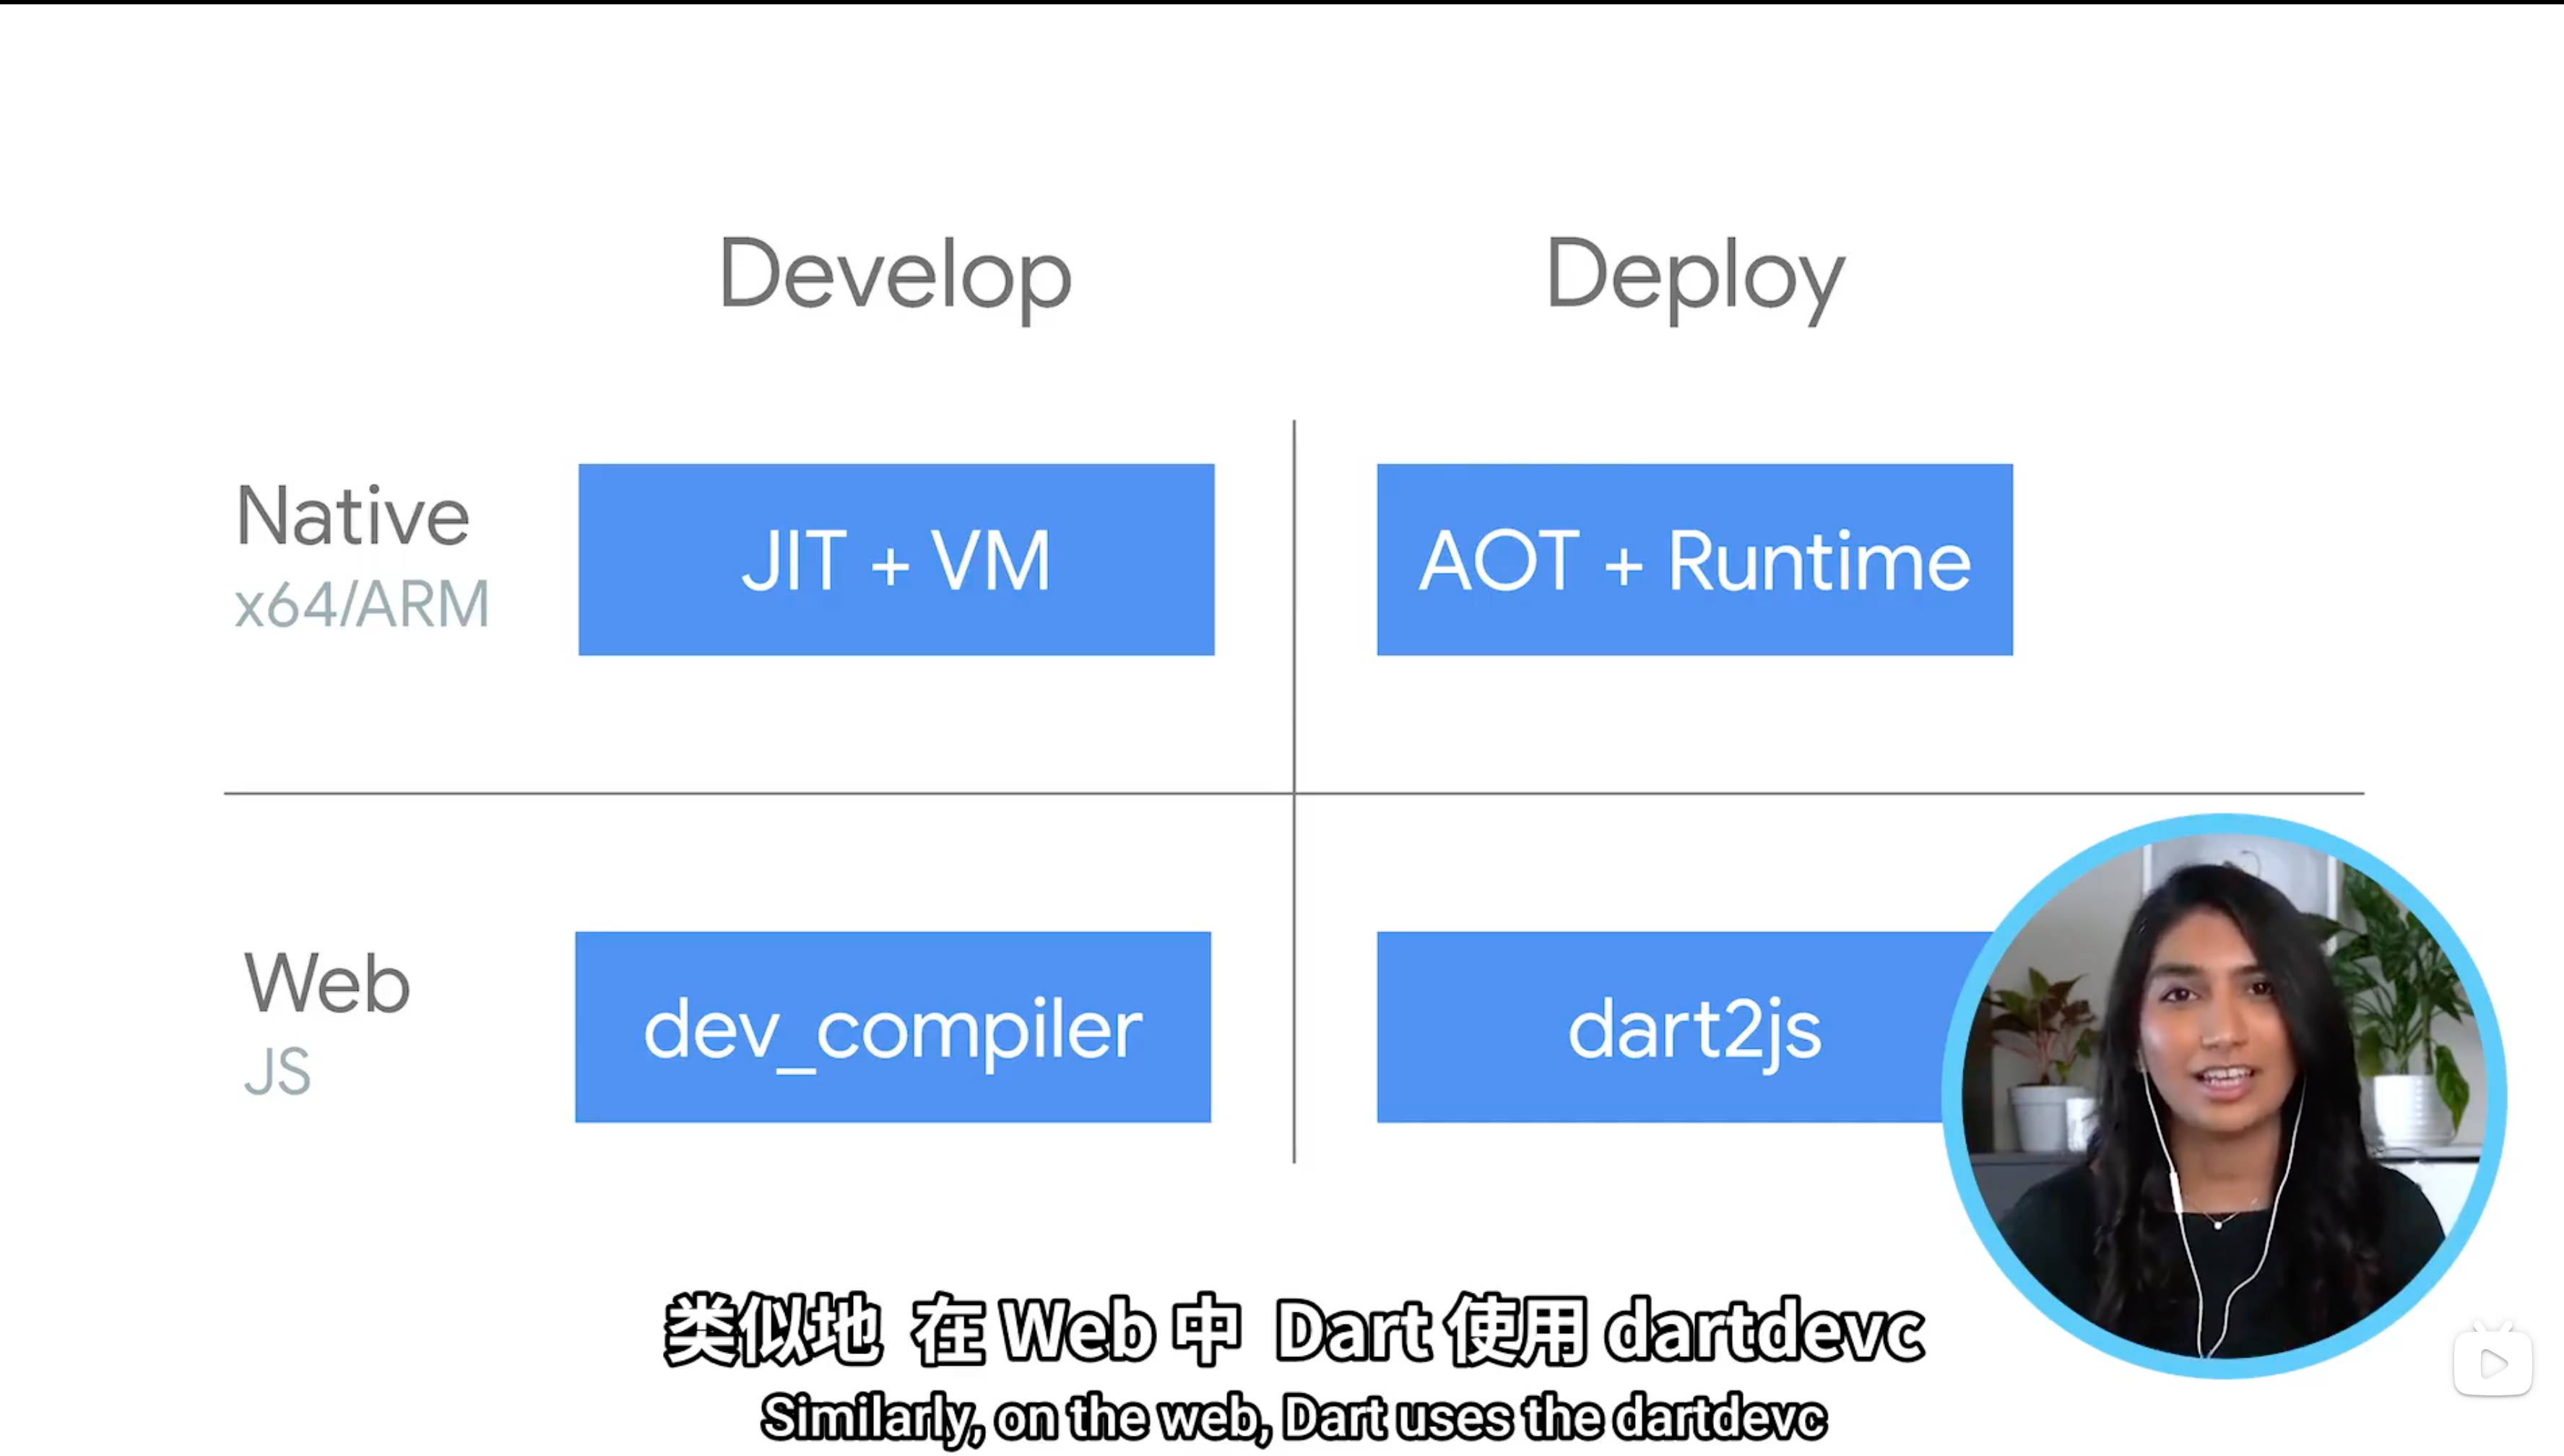 Develop
Deploy
Native
x64/ARM
JIT + VM
AOT + Runtime
Web
JS
dev_compiler
dart2js
类似地 在 Web 中 Dart 使用 dartdevc
Similarly, on the web, Dart uses the dartdevc